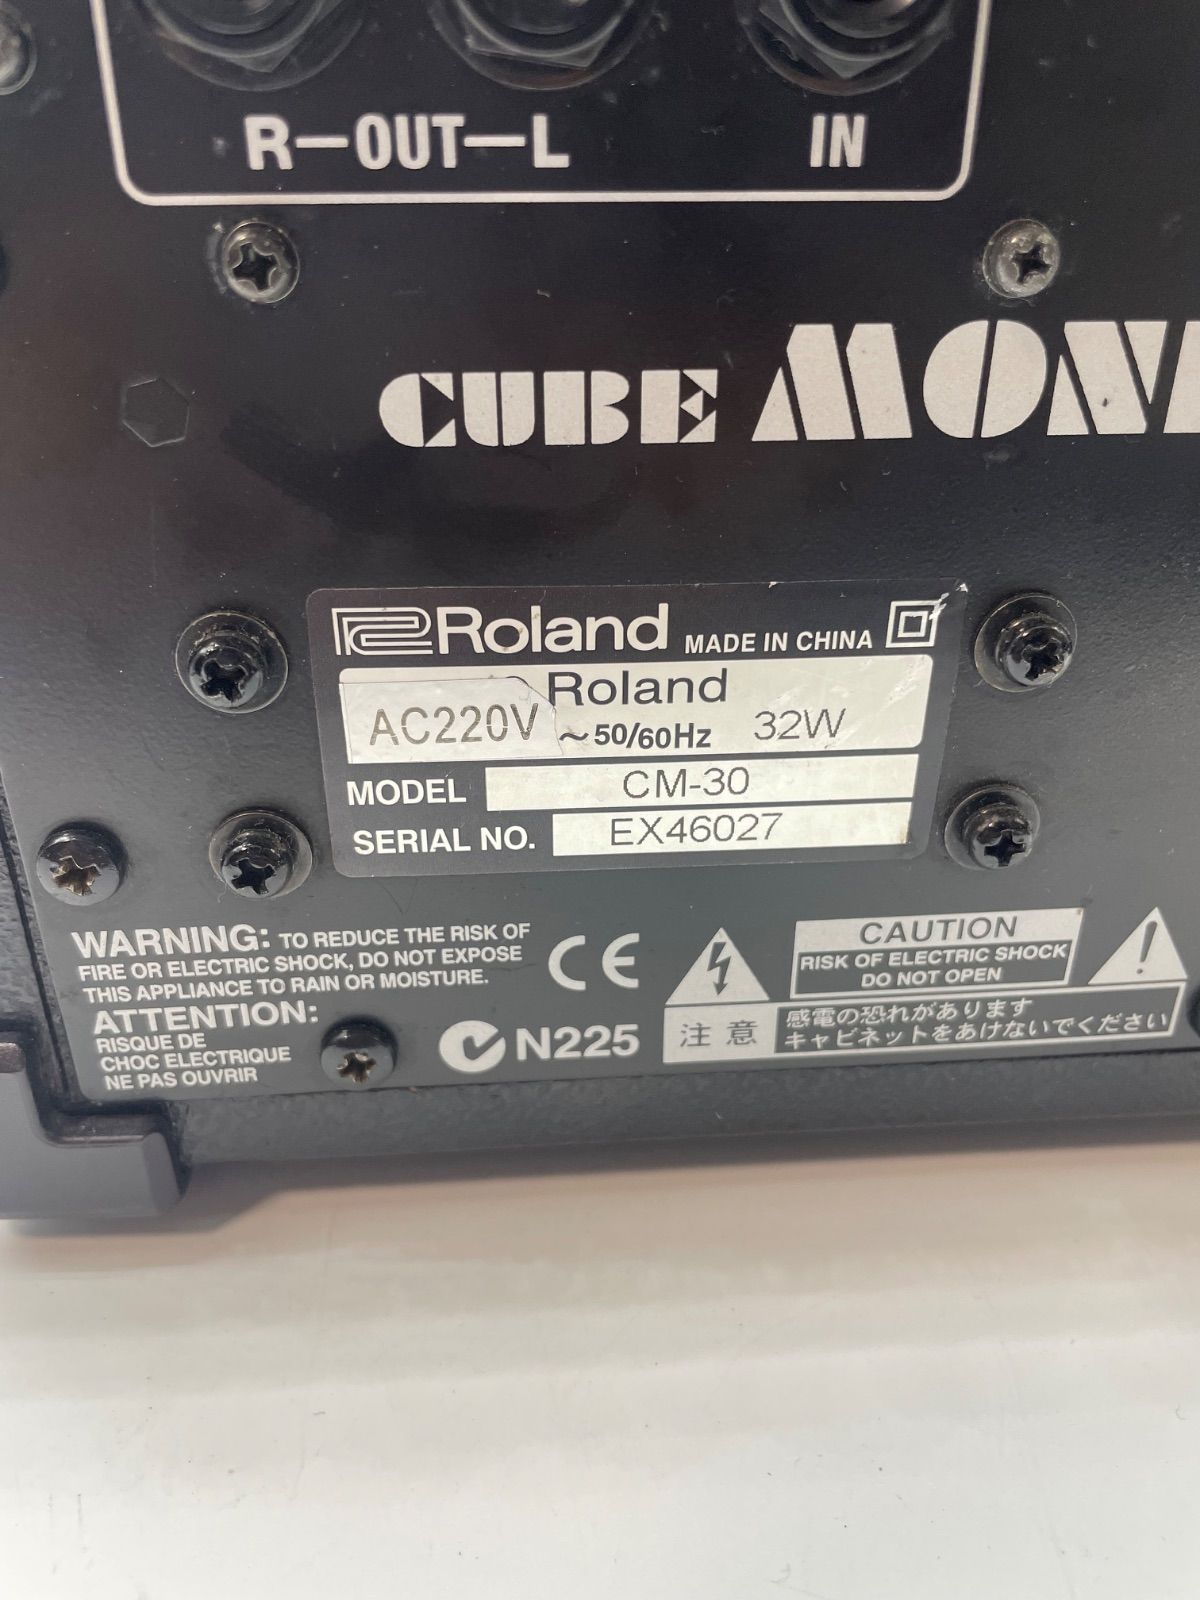 R-OUT-L IN
CUBE MONI
Roland MADE IN CHINA
Roland
AC220V ~50/60Hz 32W
MODEL CM-30
SERIAL NO. EX46027
WARNING: TO REDUCE THE RISK OF
FIRE OR ELECTRIC SHOCK, DO NOT EXPOSE
THIS APPLIANCE TO RAIN OR MOISTURE.
ATTENTION:
RISQUE DE
CHOC ELECTRIQUE
NE PAS OUVRIR
CE
N225
CAUTION
RISK OF ELECTRIC SHOCK
DO NOT OPEN
注意
感電の恐れがあります
キャビネットをあけないでください